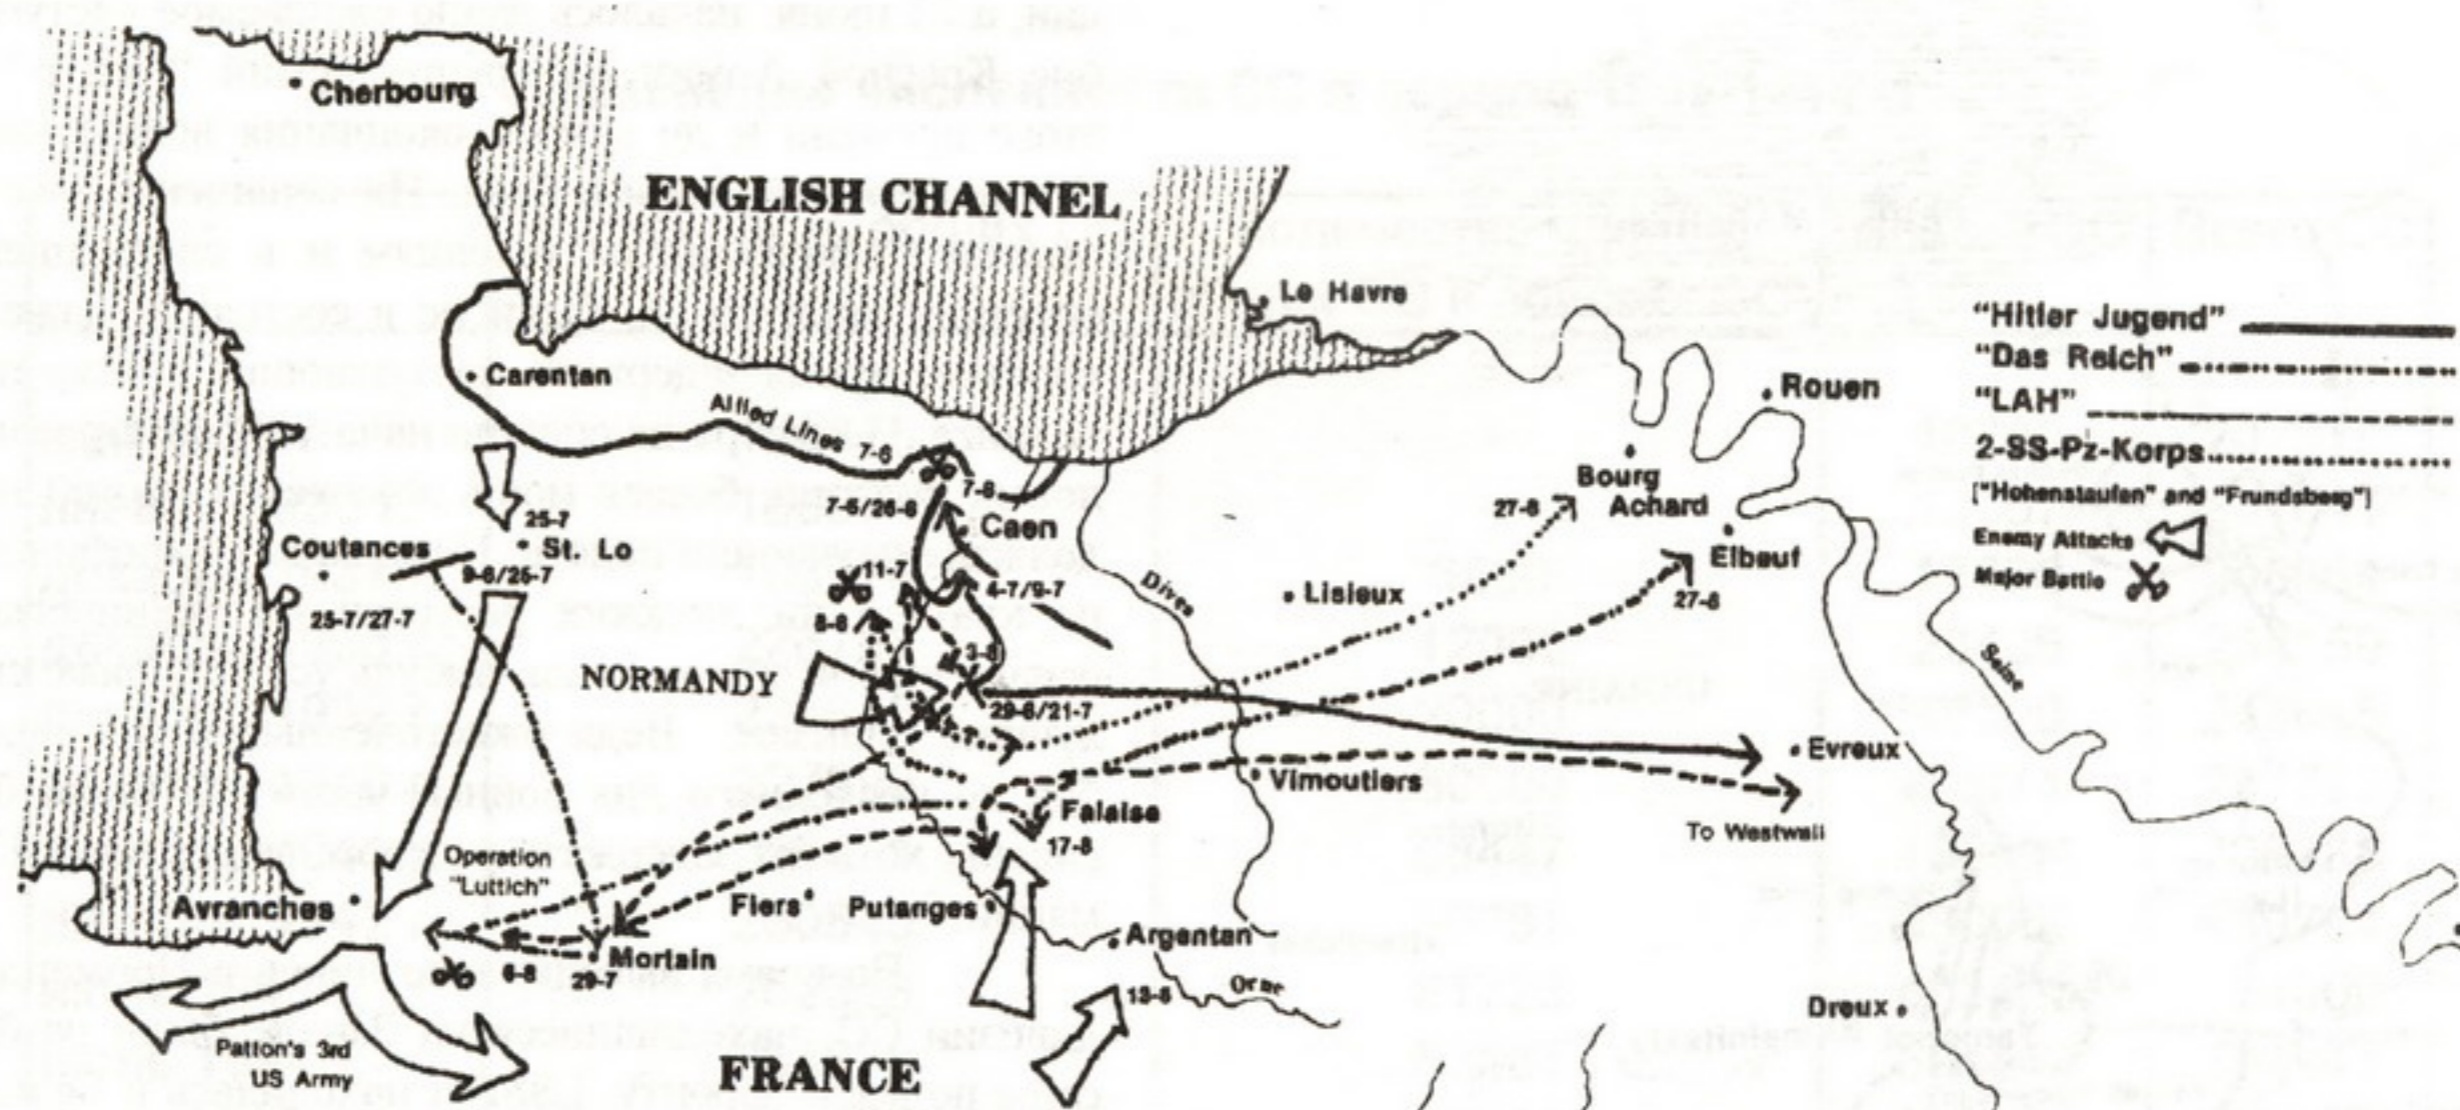 Cherbourg
ENGLISH CHANNEL
Le Havre
"Hitler Jugend"
"Das Reich"
"LAH"
2-SS-Pz-Korps
["Hohenstaufen" and "Frundsberg"]
Enemy Attacks
Major Battle
Carentan
Allied Lines 7-6
Rouen
Bourg
Achard
27-8
7-6/26-6
7-8
Caen
25-7
St. Lo
Coutances
9-6/25-7
25-7/27-7
11-7
4-7/9-7
8-8
3-8
Dives
Lisieux
Elbeuf
27-8
Seine
NORMANDY
29-6/21-7
Evreux
Vimoutiers
To Westwall
Falaise
17-8
Operation
"Luttich"
Avranches
Flers
Putanges
Argentan
Mortain
6-8
29-7
13-8
Orne
Dreux
Patton's 3rd
US Army
FRANCE